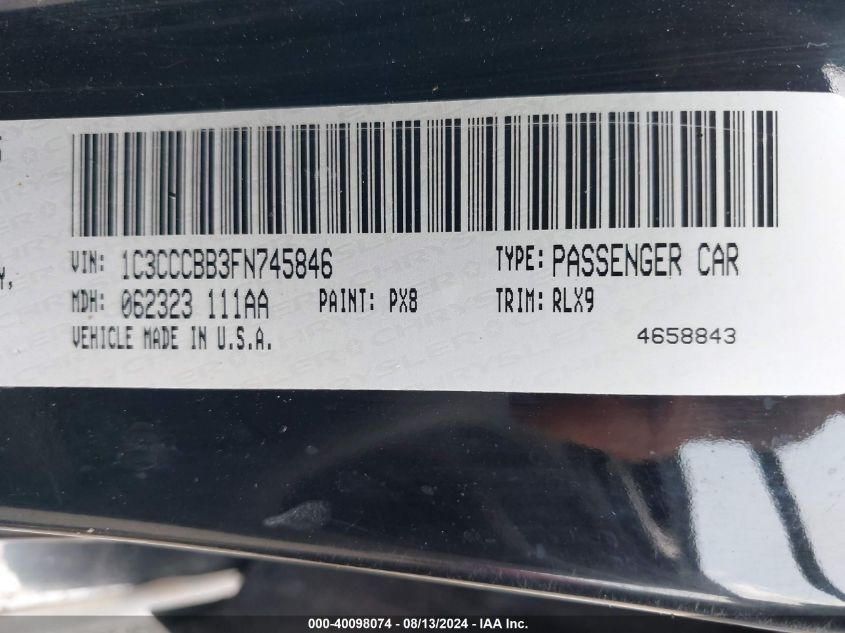 VIN: 1C3CCCBB3FN745846 TYPE: PASSENGER CAR
MDH: 062323 111AA PAINT: PX8 TRIM: RLX9
VEHICLE MADE IN U.S.A. 4658843
000-40098074 - 08/13/2024 - IAA Inc.